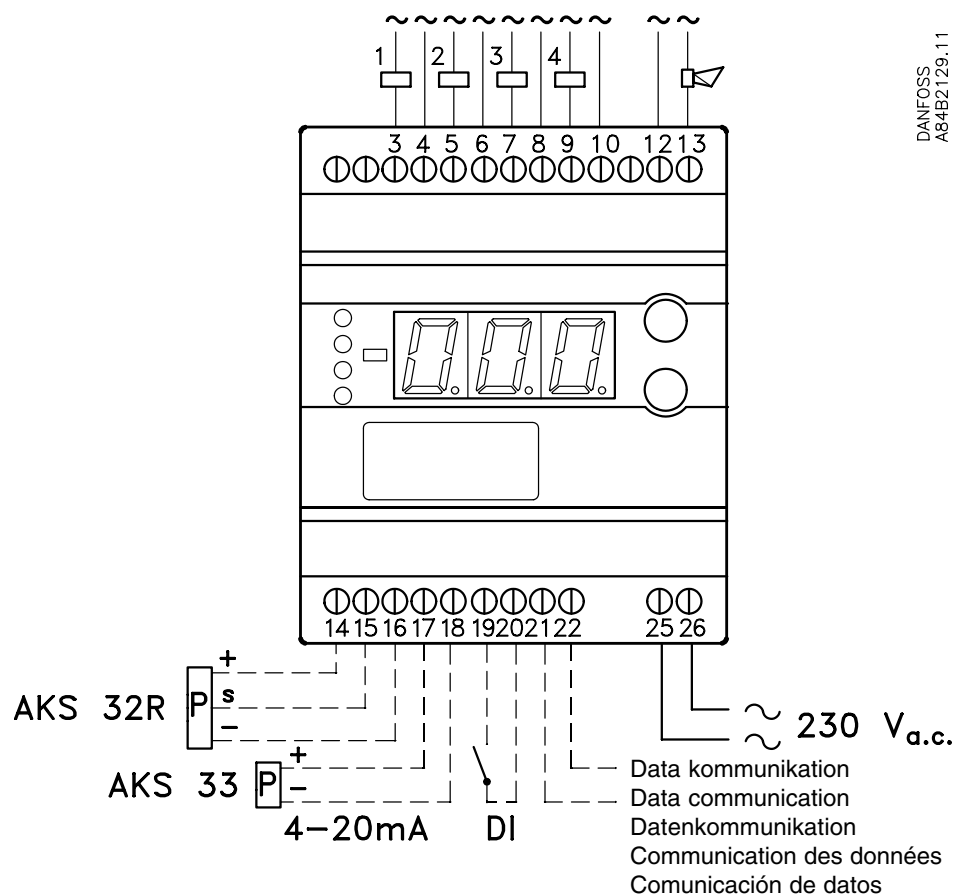 DANFOSS
A84B2129.11
∼ ∼ ∼ ∼ ∼ ∼ ∼ ∼ ∼ ∼
1 2 3 4
3 4 5 6 7 8 9 10 12 13
0.0.0.
14 15 16 17 18 19 20 21 22 25 26
+
AKS 32R P s
−
+
AKS 33 P
−
4−20mA DI
∼ 230 Va.c.
∼
Data kommunikation
Data communication
Datenkommunikation
Communication des données
Comunicación de datos